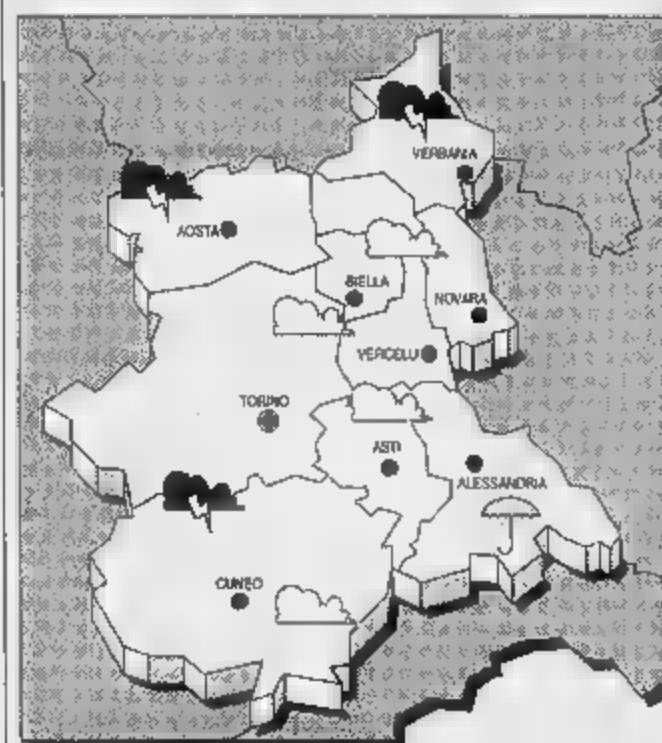 VERBANIA
AOSTA
BIELLA
NOVARA
VERCELLI
TORINO
ASTI
ALESSANDRIA
CUNEO